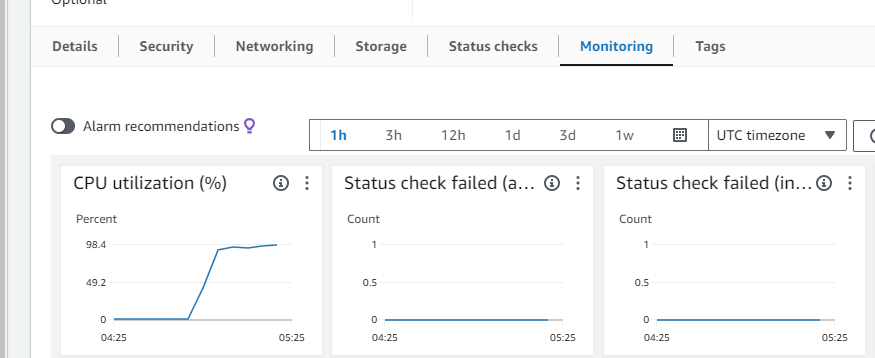 Optional
Details Security Networking Storage Status checks Monitoring Tags
Alarm recommendations 1h 3h 12h 1d 3d 1w UTC timezone
CPU utilization (%) Status check failed (a... Status check failed (in...
Percent Count Count
98.4 1 1
49.2 0.5 0.5
0 0 0
04:25 05:25 04:25 05:25 04:25 05:25